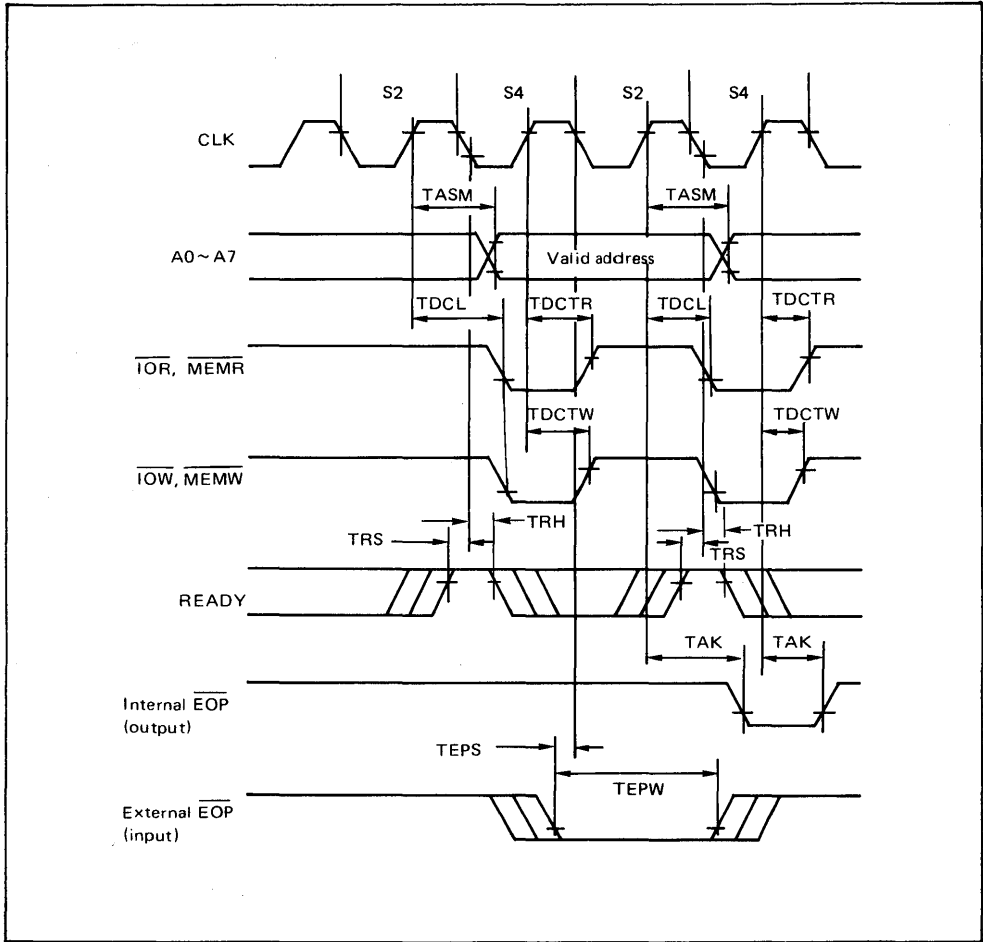 S2 S4 S2 S4
CLK
TASM TASM
A0~A7 Valid address
TDCL TDCTR TDCL TDCTR
IOR, MEMR
TDCTW TDCTW
IOW, MEMW
TRH TRH
TRS TRS
READY
TAK TAK
Internal EOP
(output)
TEPS
TEPW
External EOP
(input)